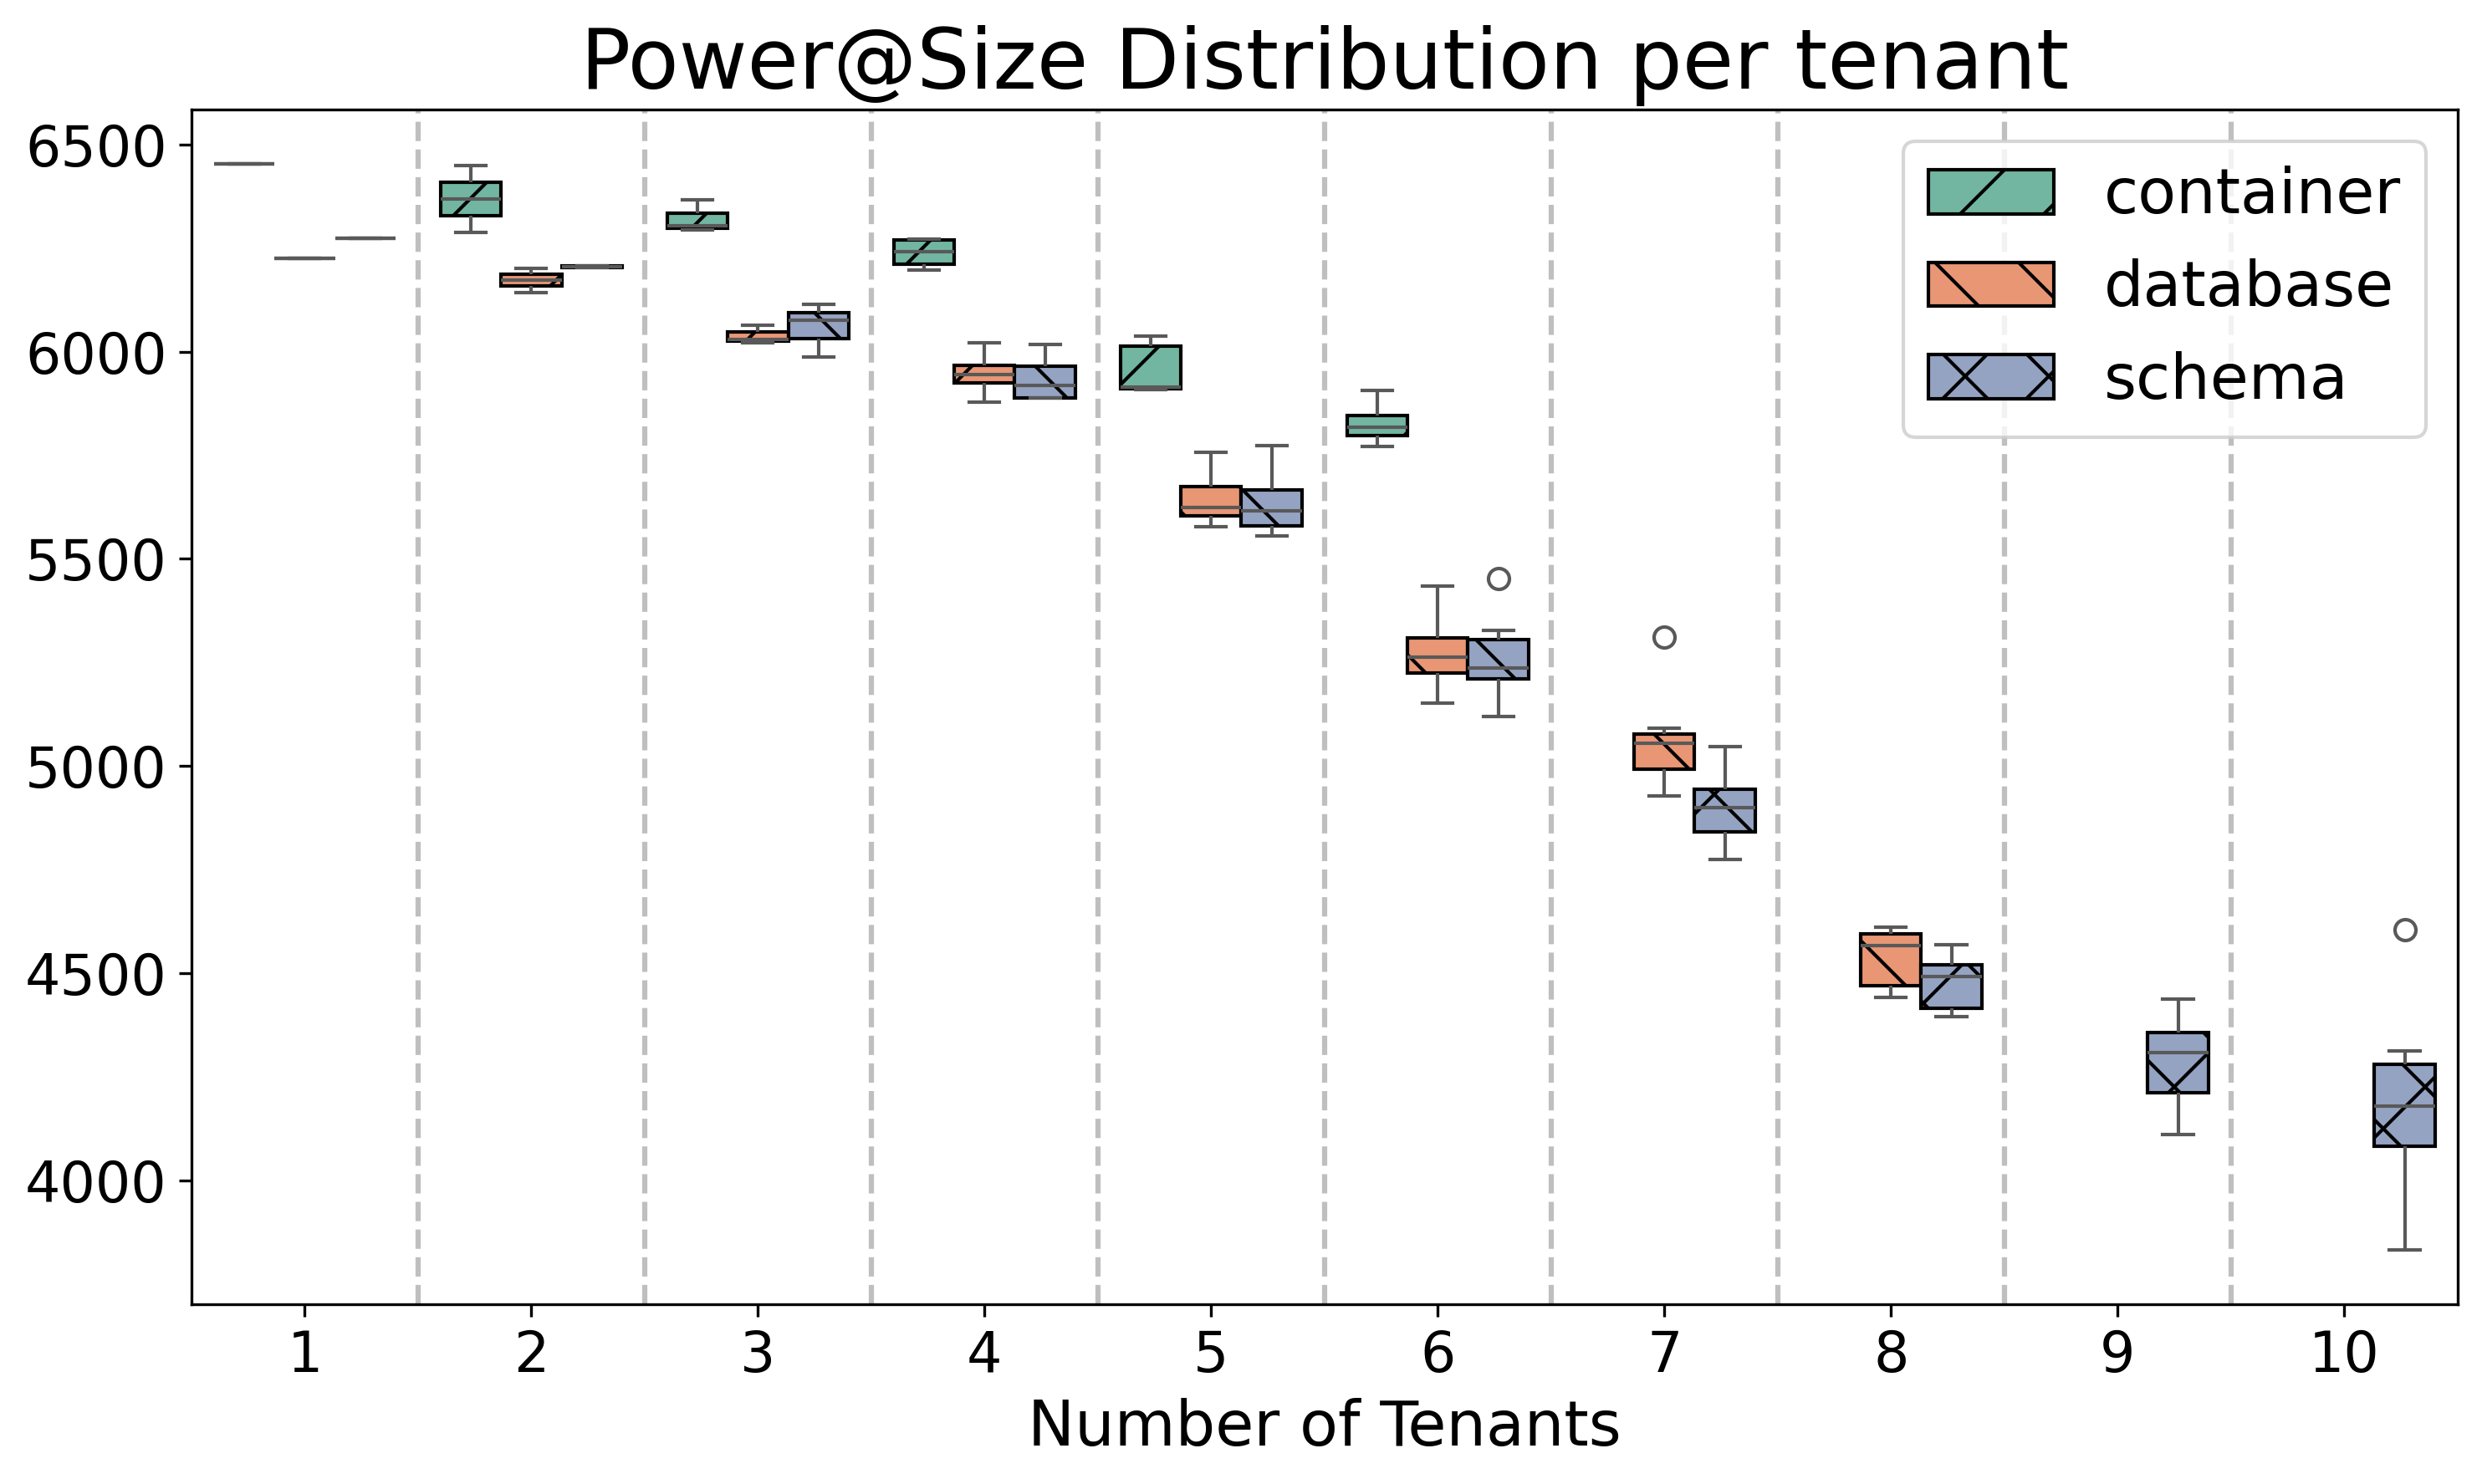 Power@Size Distribution per tenant
6500
6000
5500
5000
4500
4000
container
database
schema
1 2 3 4 5 6 7 8 9 10
Number of Tenants